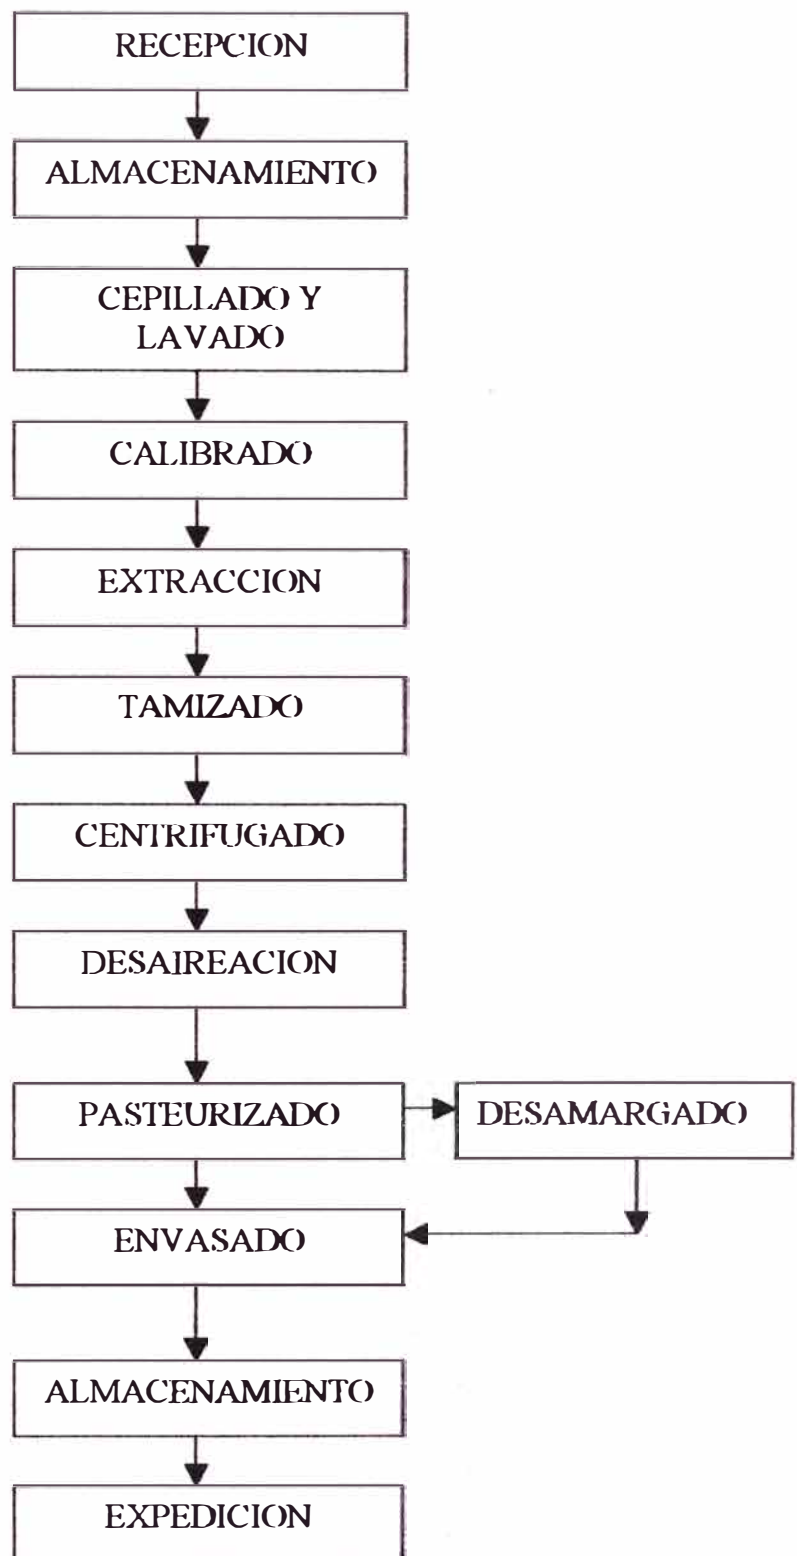 RECEPCION
ALMACENAMIENTO
CEPILLADO Y
LAVADO
CALIBRADO
EXTRACCION
TAMIZADO
CENTRIFUGADO
DESAIREACION
PASTEURIZADO
DESAMARGADO
ENVASADO
ALMACENAMIENTO
EXPEDICION